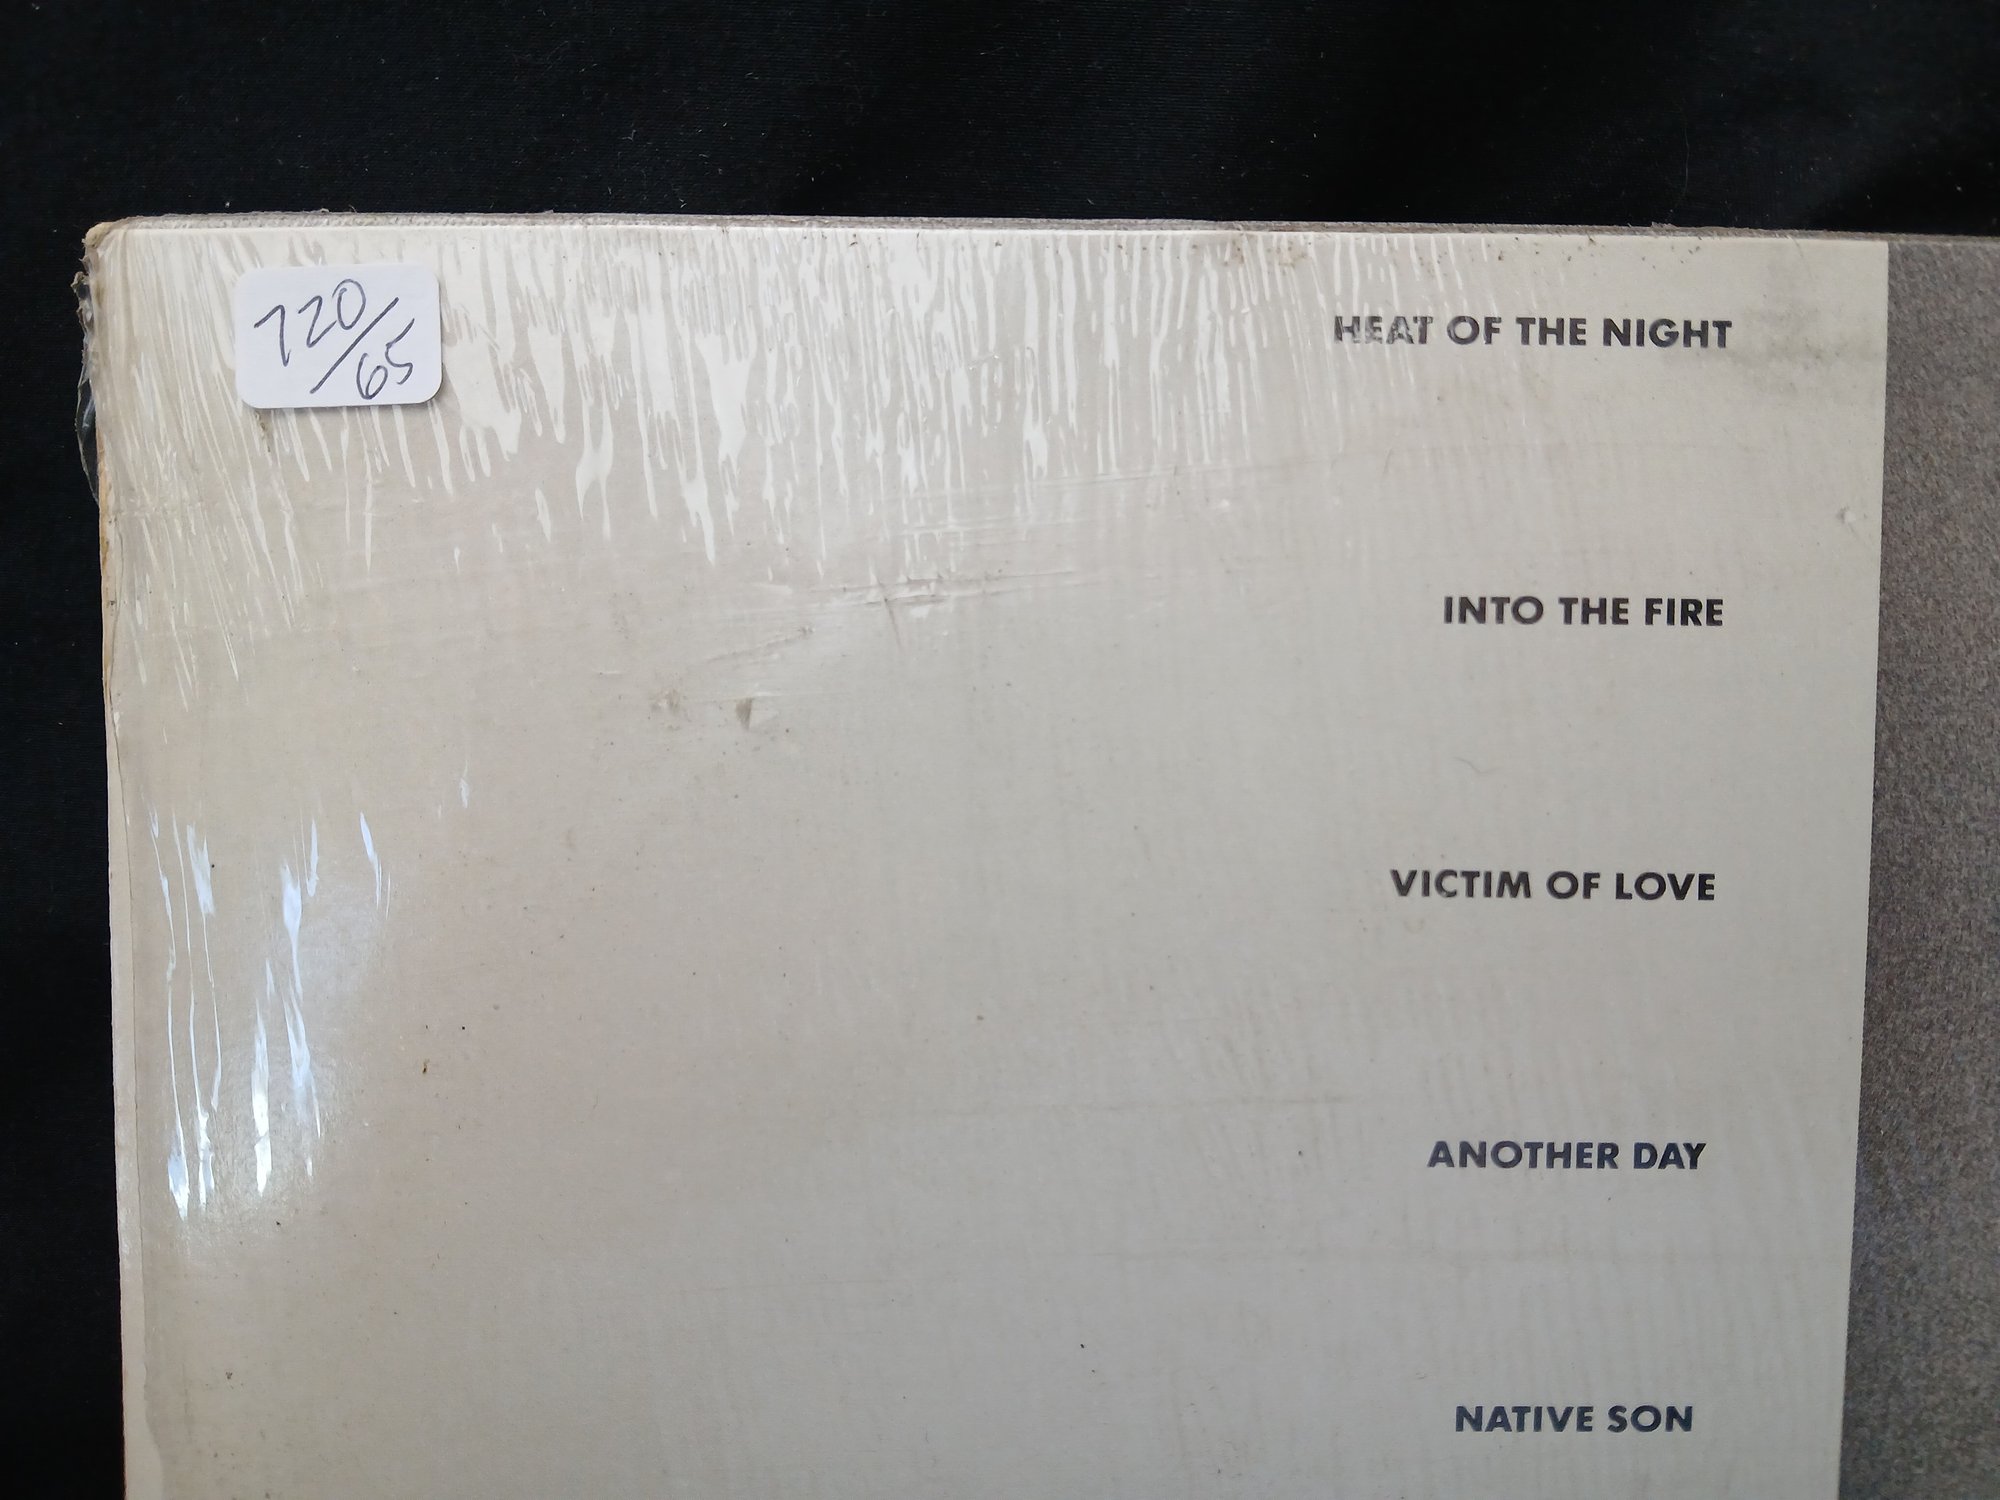 720/65
HEAT OF THE NIGHT
INTO THE FIRE
VICTIM OF LOVE
ANOTHER DAY
NATIVE SON